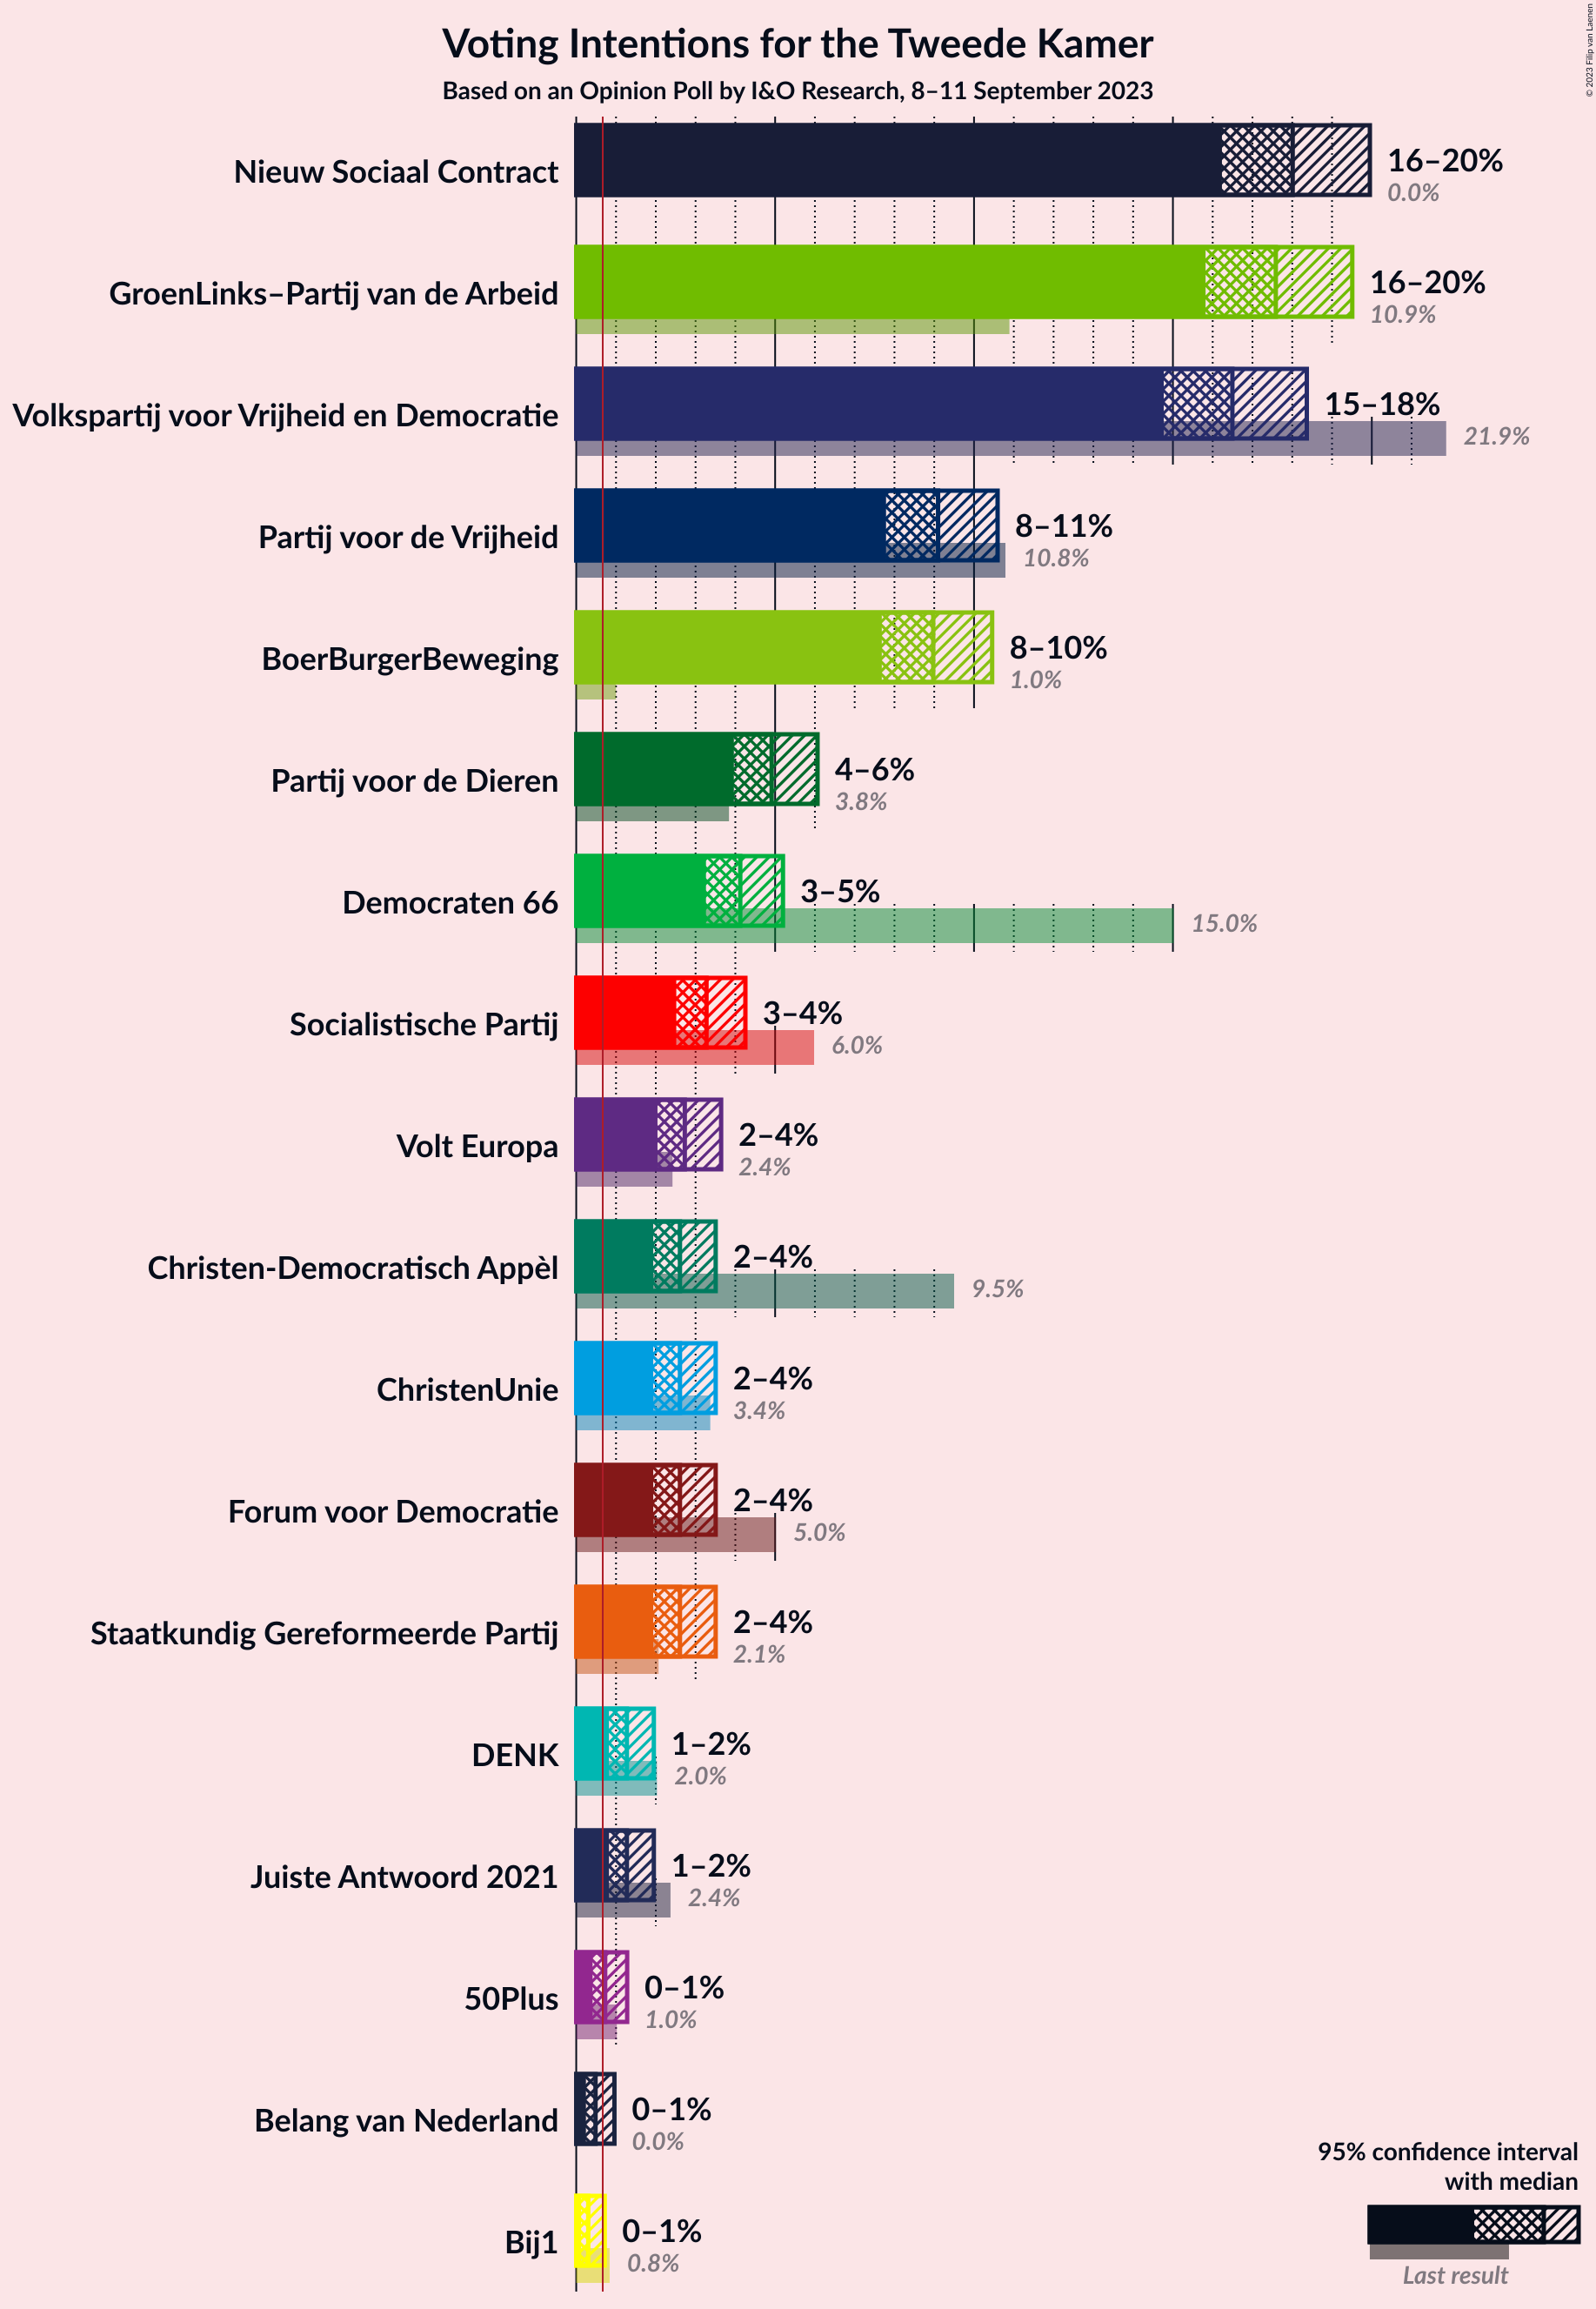 © 2023 Filip van Laenen
Voting Intentions for the Tweede Kamer
Based on an Opinion Poll by I&O Research, 8–11 September 2023
Nieuw Sociaal Contract
16–20%
0.0%
GroenLinks–Partij van de Arbeid
16–20%
10.9%
Volkspartij voor Vrijheid en Democratie
15–18%
21.9%
Partij voor de Vrijheid
8–11%
10.8%
BoerBurgerBeweging
8–10%
1.0%
Partij voor de Dieren
4–6%
3.8%
Democraten 66
3–5%
15.0%
Socialistische Partij
3–4%
6.0%
Volt Europa
2–4%
2.4%
Christen-Democratisch Appèl
2–4%
9.5%
ChristenUnie
2–4%
3.4%
Forum voor Democratie
2–4%
5.0%
Staatkundig Gereformeerde Partij
2–4%
2.1%
DENK
1–2%
2.0%
Juiste Antwoord 2021
1–2%
2.4%
50Plus
0–1%
1.0%
Belang van Nederland
0–1%
0.0%
Bij1
0–1%
0.8%
95% confidence interval
with median
Last result